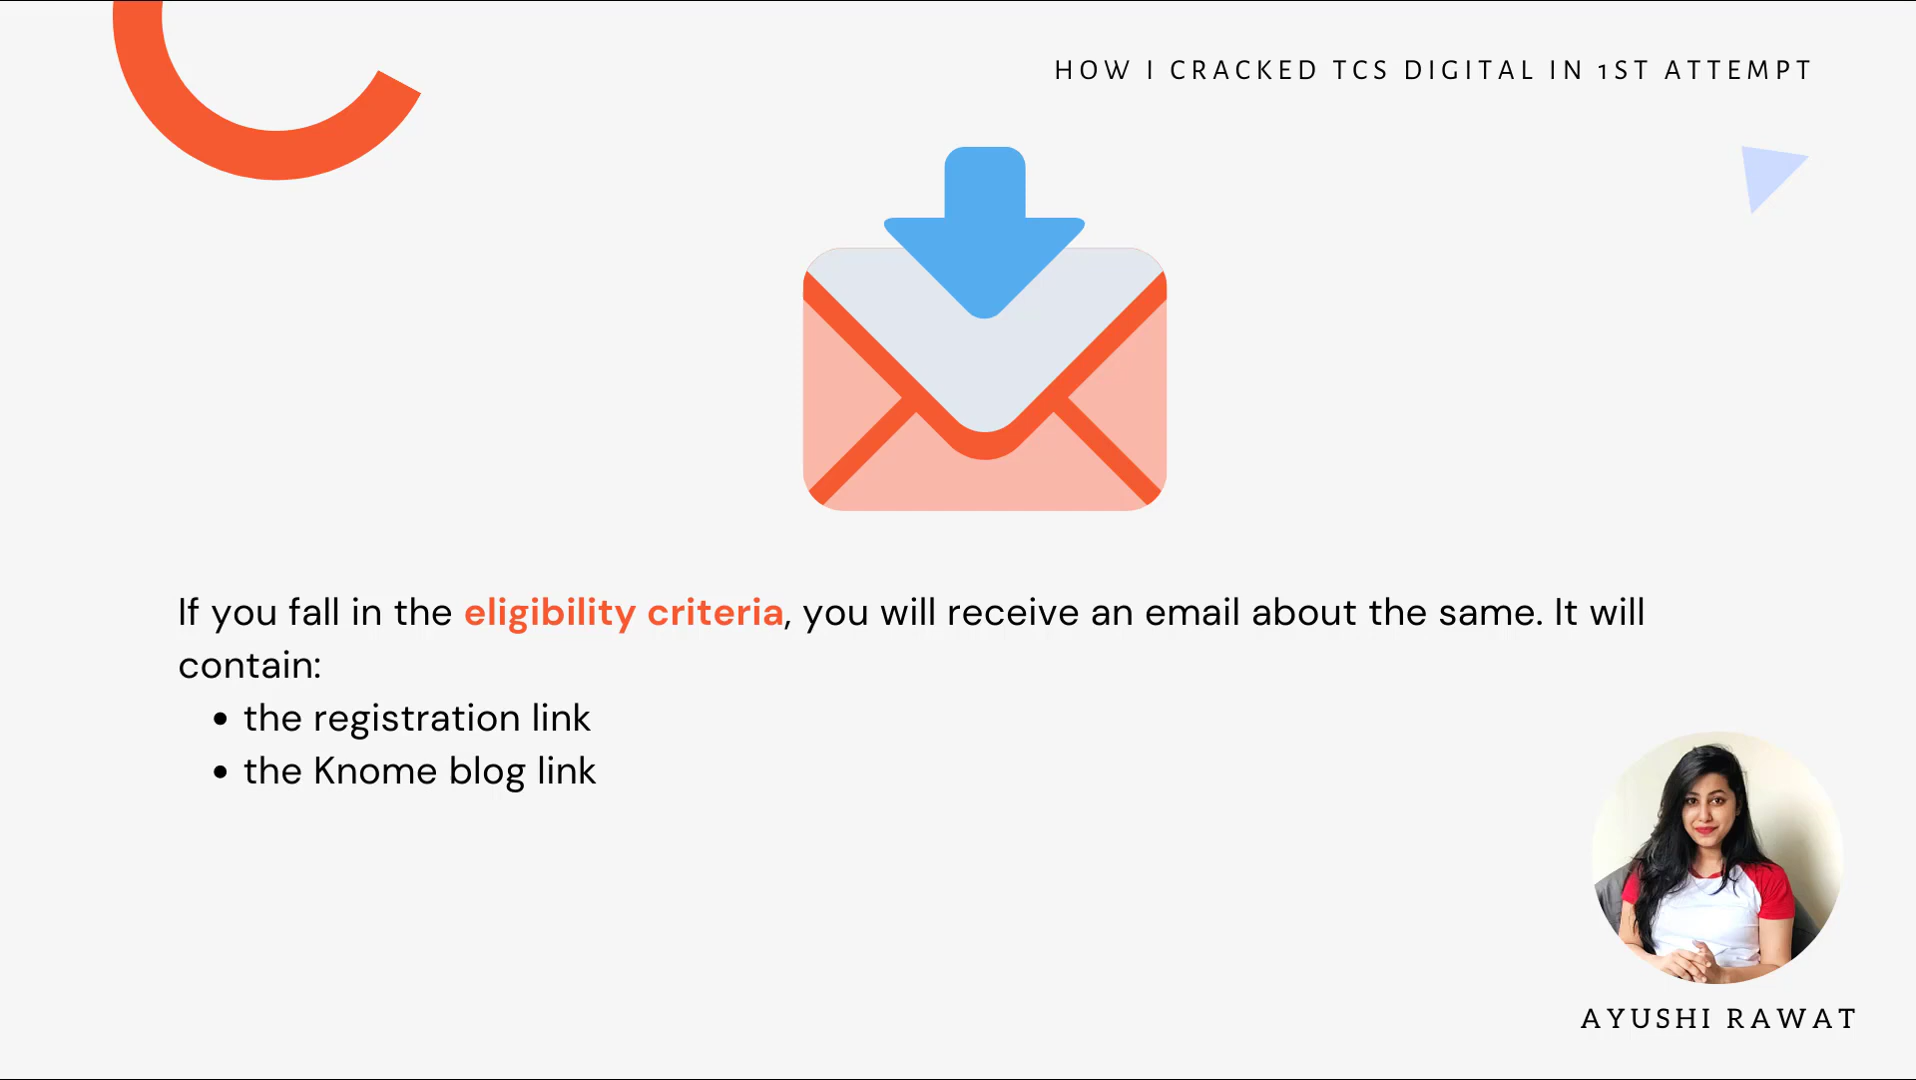 HOW I CRACKED TCS DIGITAL IN 1ST ATTEMPT
If you fall in the eligibility criteria, you will receive an email about the same. It will
contain:
• the registration link
• the Knome blog link
AYUSHI RAWAT